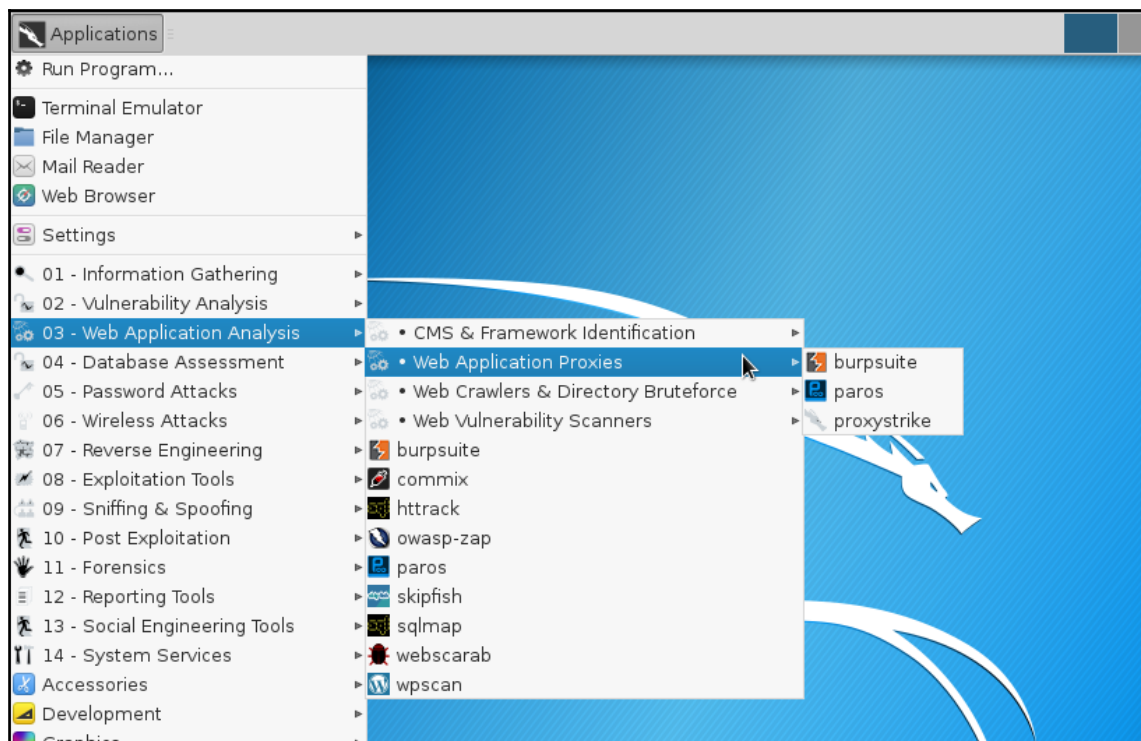 Applications
Run Program...
Terminal Emulator
File Manager
Mail Reader
Web Browser
Settings
01 - Information Gathering
02 - Vulnerability Analysis
03 - Web Application Analysis
04 - Database Assessment
05 - Password Attacks
06 - Wireless Attacks
07 - Reverse Engineering
08 - Exploitation Tools
09 - Sniffing & Spoofing
10 - Post Exploitation
11 - Forensics
12 - Reporting Tools
13 - Social Engineering Tools
14 - System Services
Accessories
Development
Graphics
• CMS & Framework Identification
• Web Application Proxies
• Web Crawlers & Directory Bruteforce
• Web Vulnerability Scanners
burpsuite
commix
httrack
owasp-zap
paros
skipfish
sqlmap
webscarab
wpscan
burpsuite
paros
proxystrike